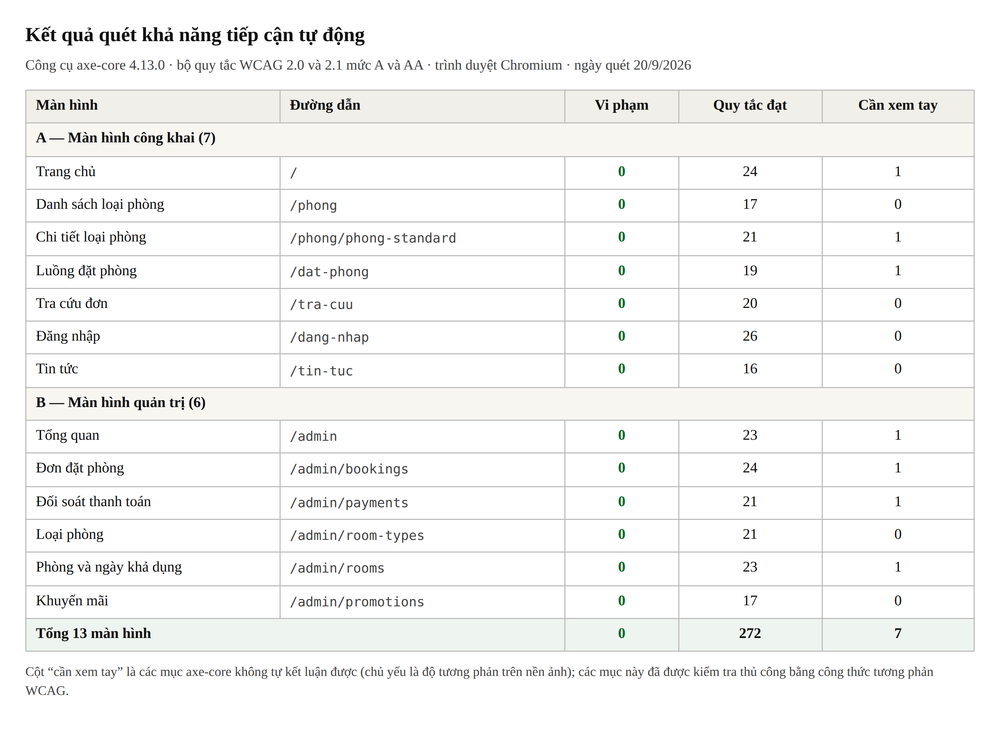 Kết quả quét khả năng tiếp cận tự động
Công cụ axe-core 4.13.0 · bộ quy tắc WCAG 2.0 và 2.1 mức A và AA · trình duyệt Chromium · ngày quét 20/9/2026
Màn hình Đường dẫn Vi phạm Quy tắc đạt Cần xem tay
A — Màn hình công khai (7)
Trang chủ / 0 24 1
Danh sách loại phòng /phong 0 17 0
Chi tiết loại phòng /phong/phong-standard 0 21 1
Luồng đặt phòng /dat-phong 0 19 1
Tra cứu đơn /tra-cuu 0 20 0
Đăng nhập /dang-nhap 0 26 0
Tin tức /tin-tuc 0 16 0
B — Màn hình quản trị (6)
Tổng quan /admin 0 23 1
Đơn đặt phòng /admin/bookings 0 24 1
Đối soát thanh toán /admin/payments 0 21 1
Loại phòng /admin/room-types 0 21 0
Phòng và ngày khả dụng /admin/rooms 0 23 1
Khuyến mãi /admin/promotions 0 17 0
Tổng 13 màn hình 0 272 7
Cột “cần xem tay” là các mục axe-core không tự kết luận được (chủ yếu là độ tương phản trên nền ảnh); các mục này đã được kiểm tra thủ công bằng công thức tương phản
WCAG.